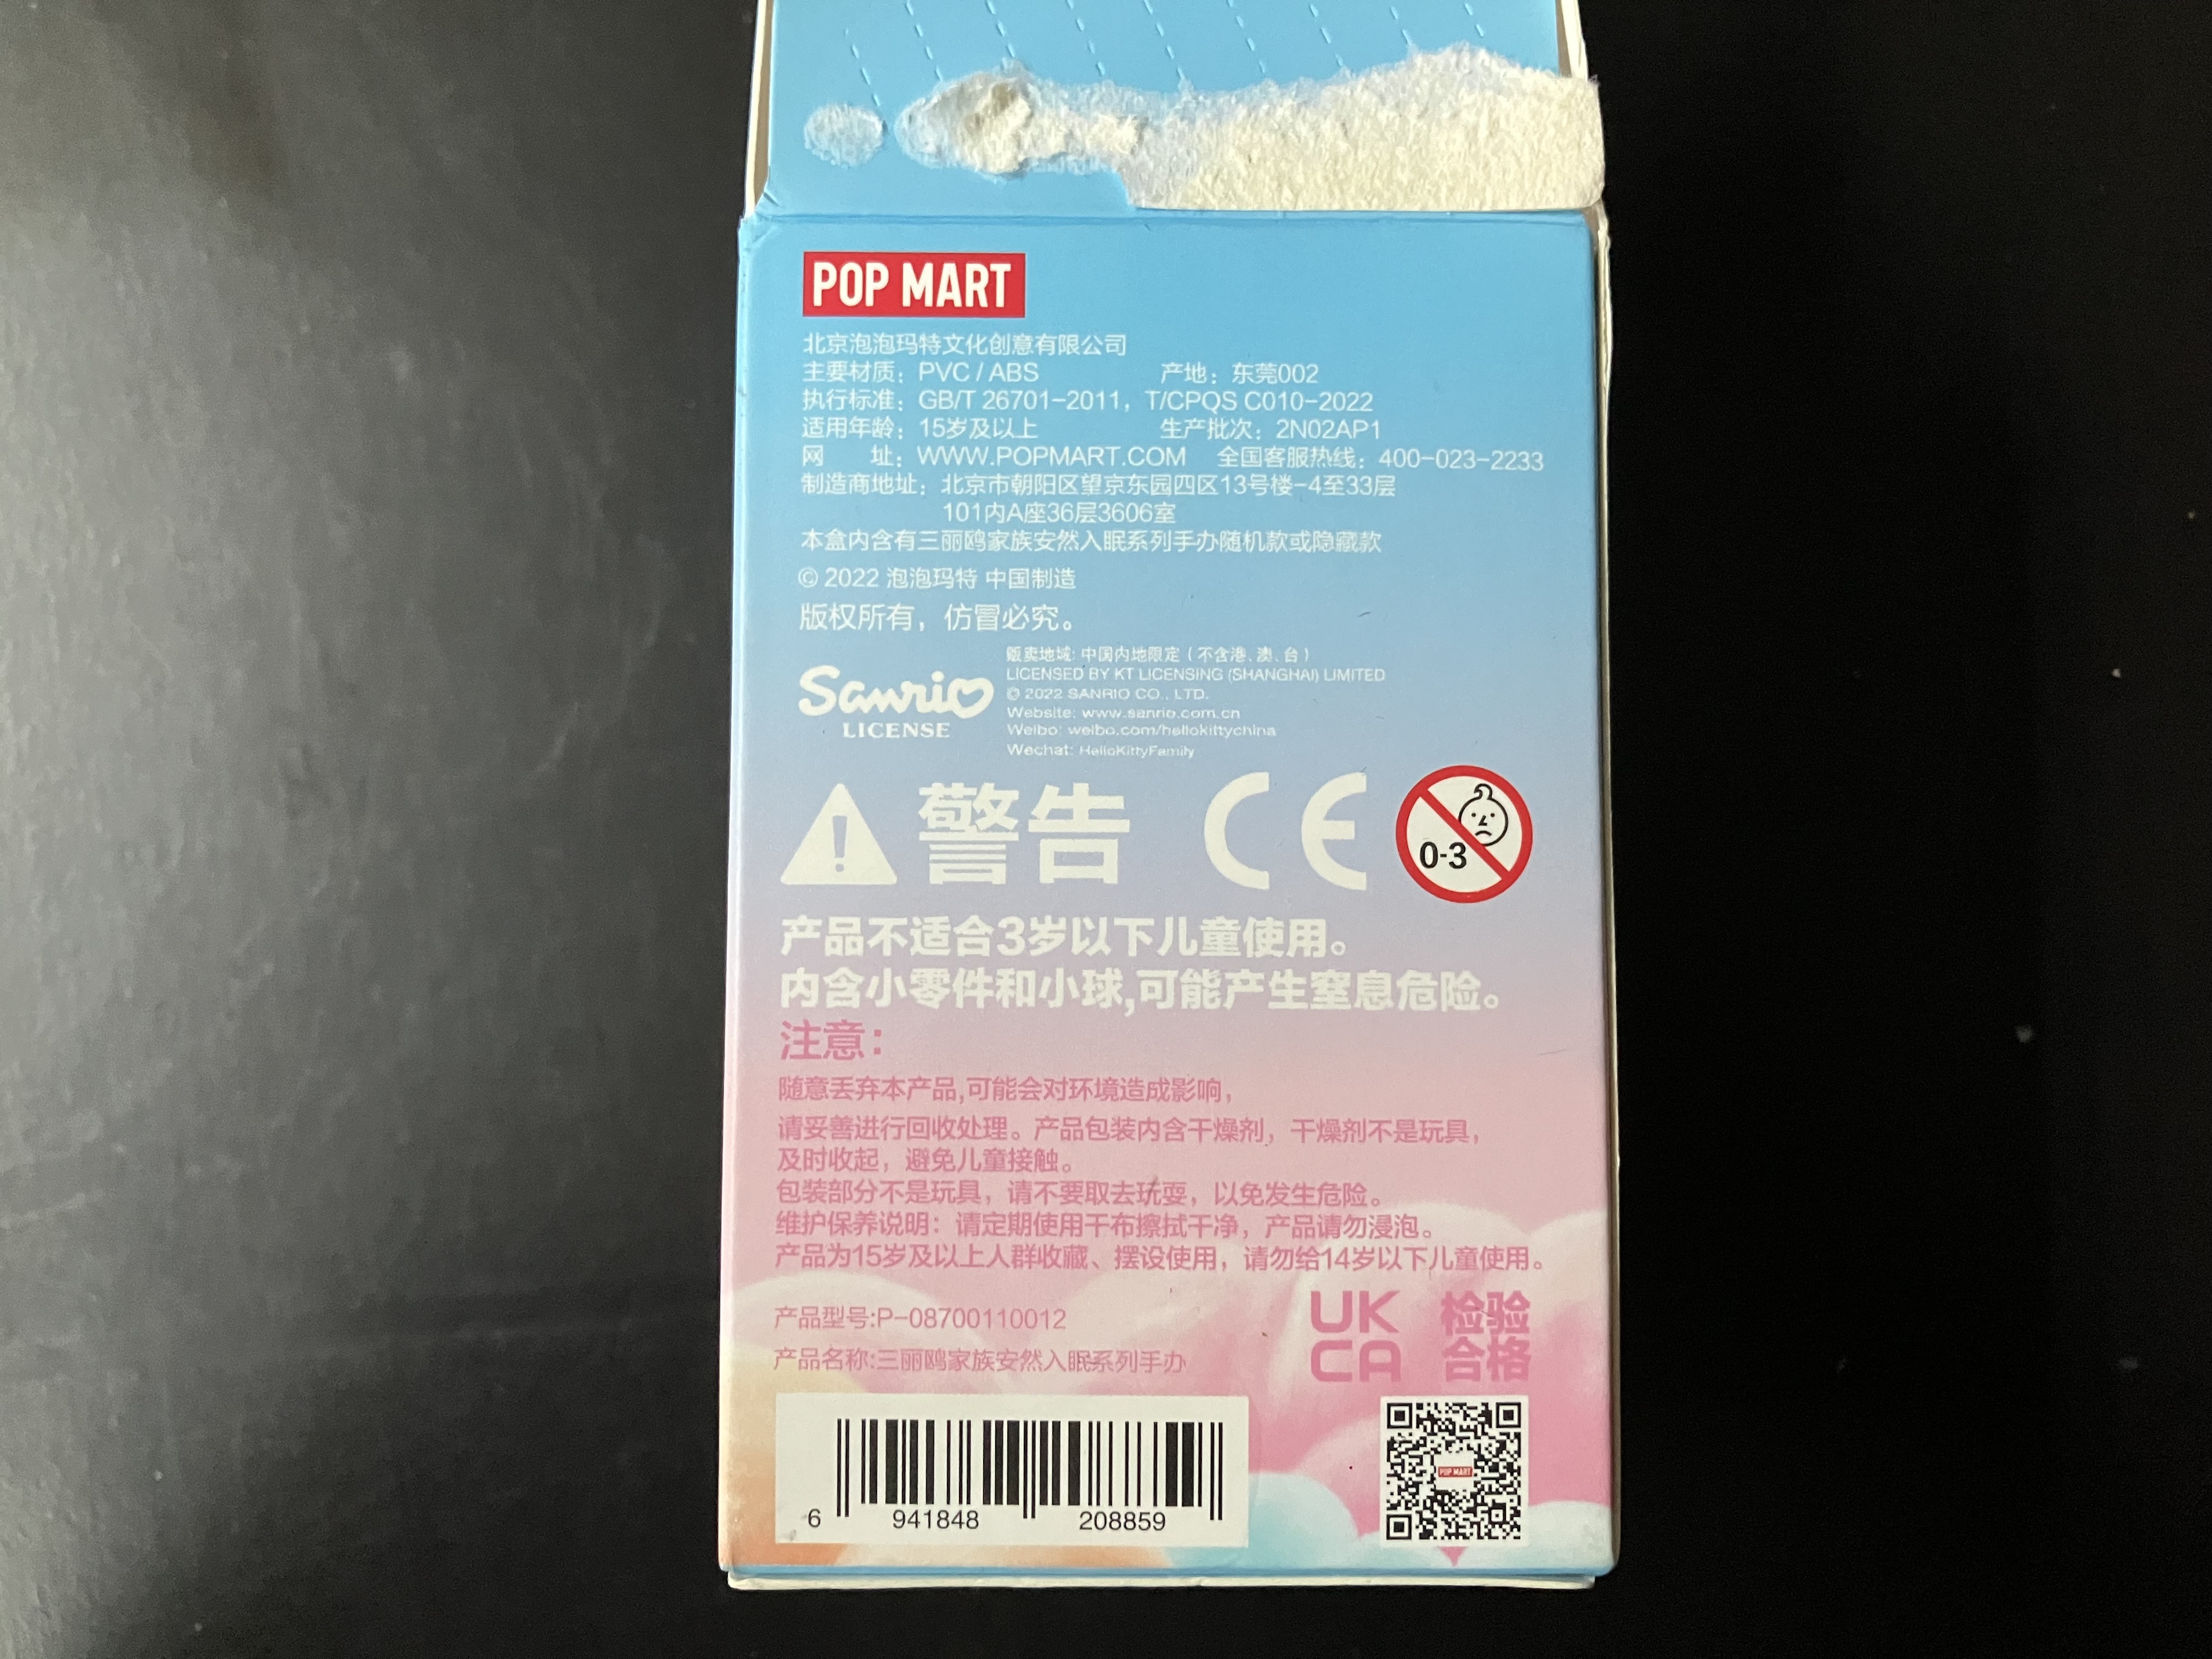 POP MART
北京泡泡玛特文化创意有限公司
主要材质：PVC / ABS 产地：东莞002
执行标准：GB/T 26701-2011，T/CPQS C010-2022
适用年龄：15岁及以上 生产批次：2N02AP1
网 址：WWW.POPMART.COM 全国客服热线：400-023-2233
制造商地址：北京市朝阳区望京东园四区13号楼-4至33层
101内A座36层3606室
本盒内含有三丽鸥家族安然入眠系列手办随机款或隐藏款
© 2022 泡泡玛特 中国制造
版权所有，仿冒必究。
Sanrio
LICENSE
贩卖地域: 中国内地限定（不含港、澳、台）
LICENSED BY KT LICENSING (SHANGHAI) LIMITED
© 2022 SANRIO CO., LTD.
Website: www.sanrio.com.cn
Weibo: weibo.com/hellokittychina
Wechat: HelloKittyFamily
警告 CE 0-3
产品不适合3岁以下儿童使用。
内含小零件和小球,可能产生窒息危险。
注意：
随意丢弃本产品,可能会对环境造成影响，
请妥善进行回收处理。产品包装内含干燥剂，干燥剂不是玩具，
及时收起，避免儿童接触。
包装部分不是玩具，请不要取去玩耍，以免发生危险。
维护保养说明：请定期使用干布擦拭干净，产品请勿浸泡。
产品为15岁及以上人群收藏、摆设使用，请勿给14岁以下儿童使用。
产品型号:P-08700110012
产品名称:三丽鸥家族安然入眠系列手办
UK
CA
检验
合格
6 941848 208859
POP MART